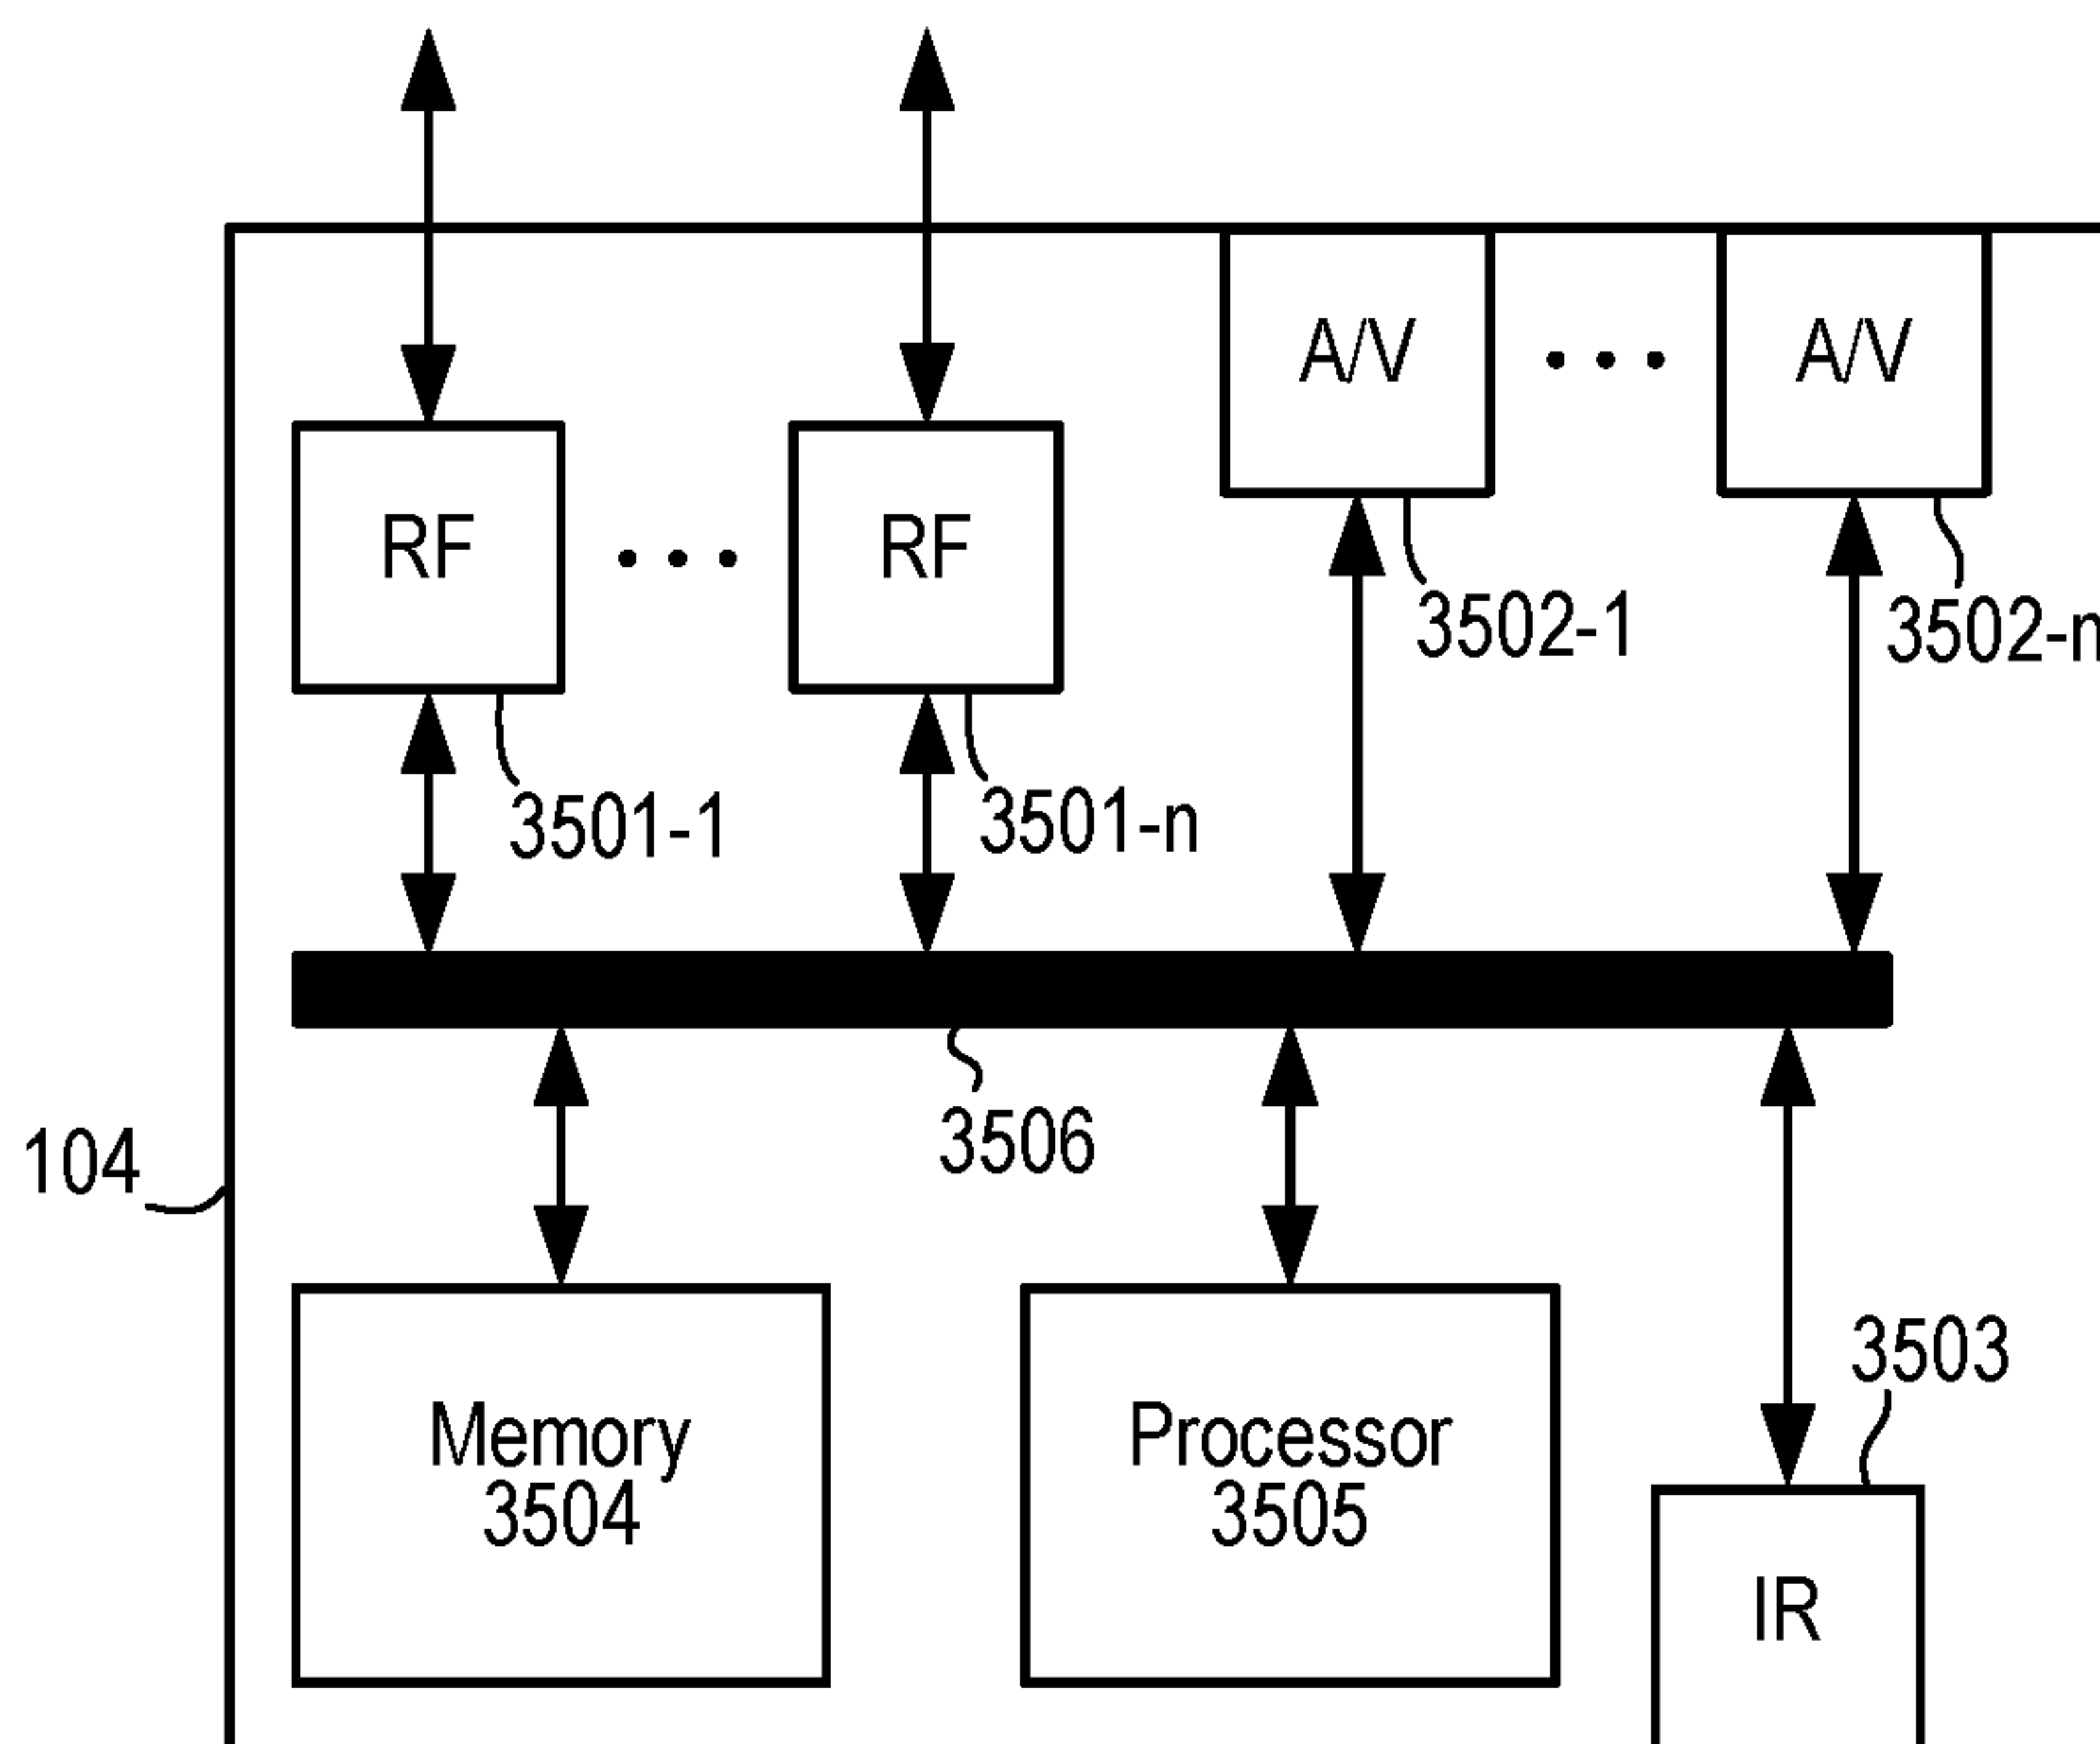 A/V
A/V
RF
RF
3502-1
3502-n
3501-1
3501-n
3506
104
3503
Memory
3504
Processor
3505
IR